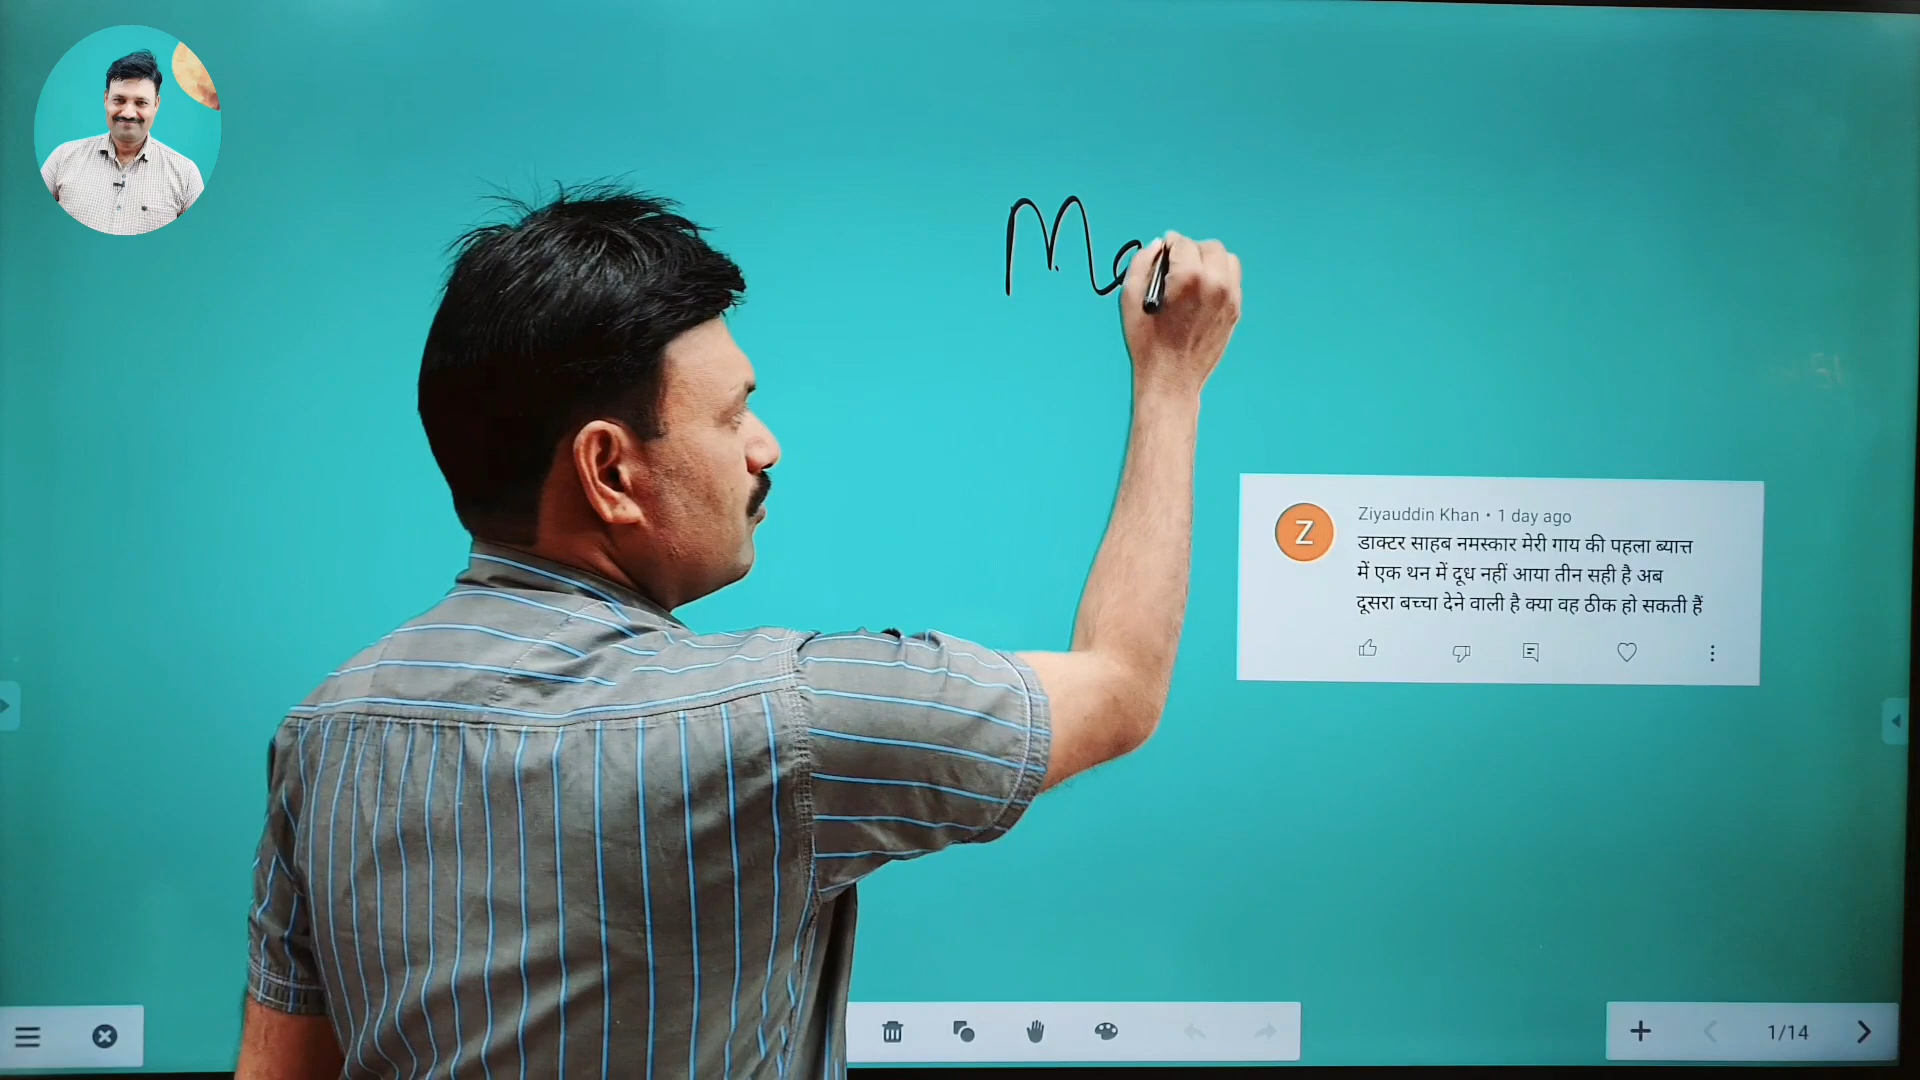 Ma
Z
Ziyauddin Khan • 1 day ago
डाक्टर साहब नमस्कार मेरी गाय की पहला ब्यात्त
में एक थन में दूध नहीं आया तीन सही है अब
दूसरा बच्चा देने वाली है क्या वह ठीक हो सकती हैं
1/14